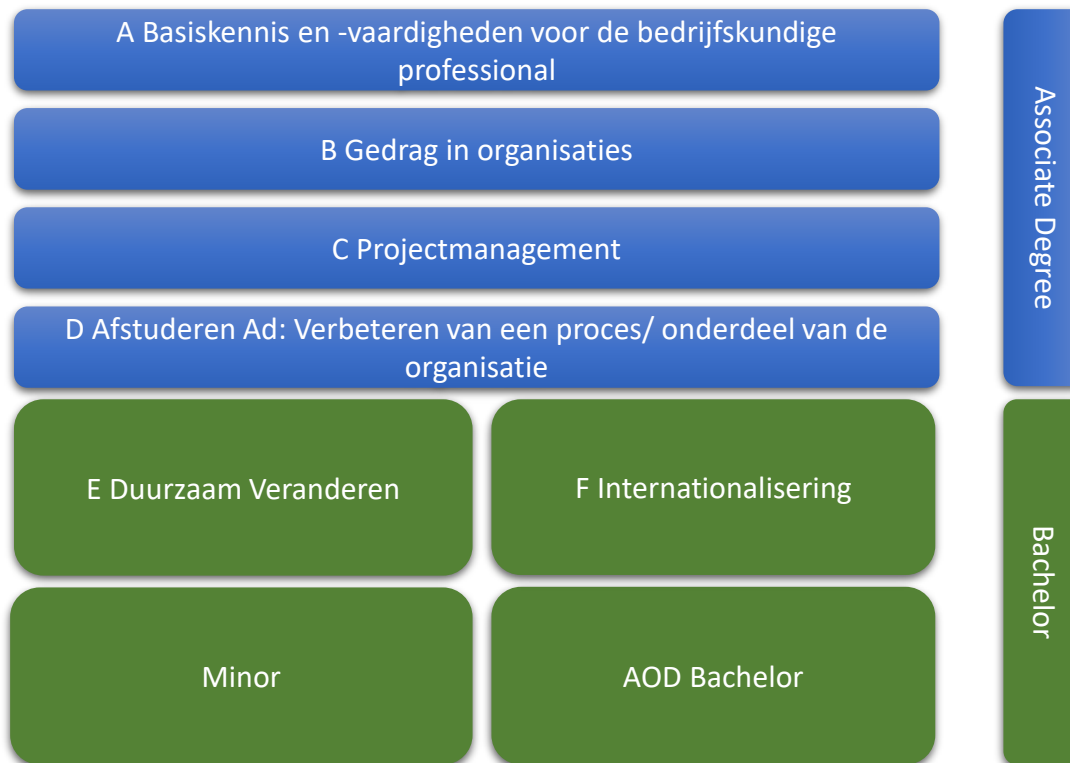 A Basiskennis en -vaardigheden voor de bedrijfskundige
professional
B Gedrag in organisaties
C Projectmanagement
D Afstuderen Ad: Verbeteren van een proces/ onderdeel van de
organisatie
Associate Degree
E Duurzaam Veranderen
F Internationalisering
Minor
AOD Bachelor
Bachelor